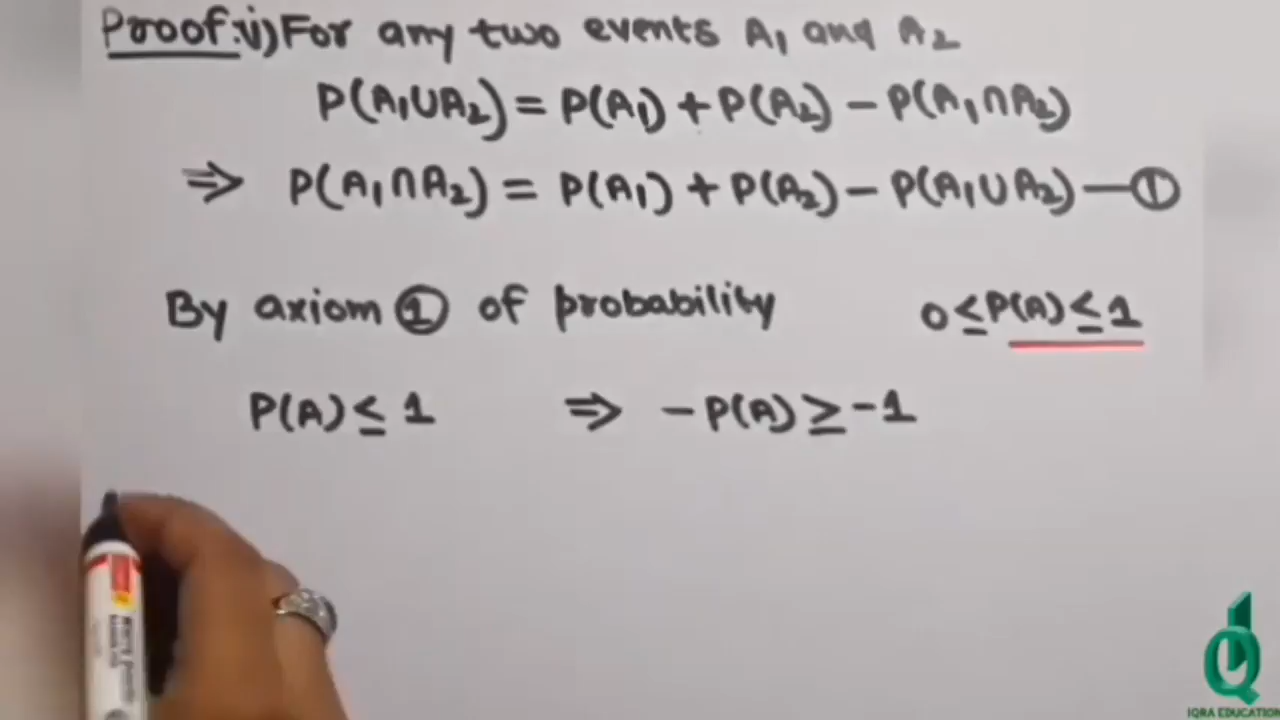 Proof: i) For any two events A₁ and A₂
P(A₁∪A₂) = P(A₁) + P(A₂) − P(A₁∩A₂)
⇒ P(A₁∩A₂) = P(A₁) + P(A₂) − P(A₁∪A₂) — ①
By axiom ① of probability 0 ≤ P(A) ≤ 1
P(A) ≤ 1 ⇒ −P(A) ≥ −1
IQRA EDUCATION